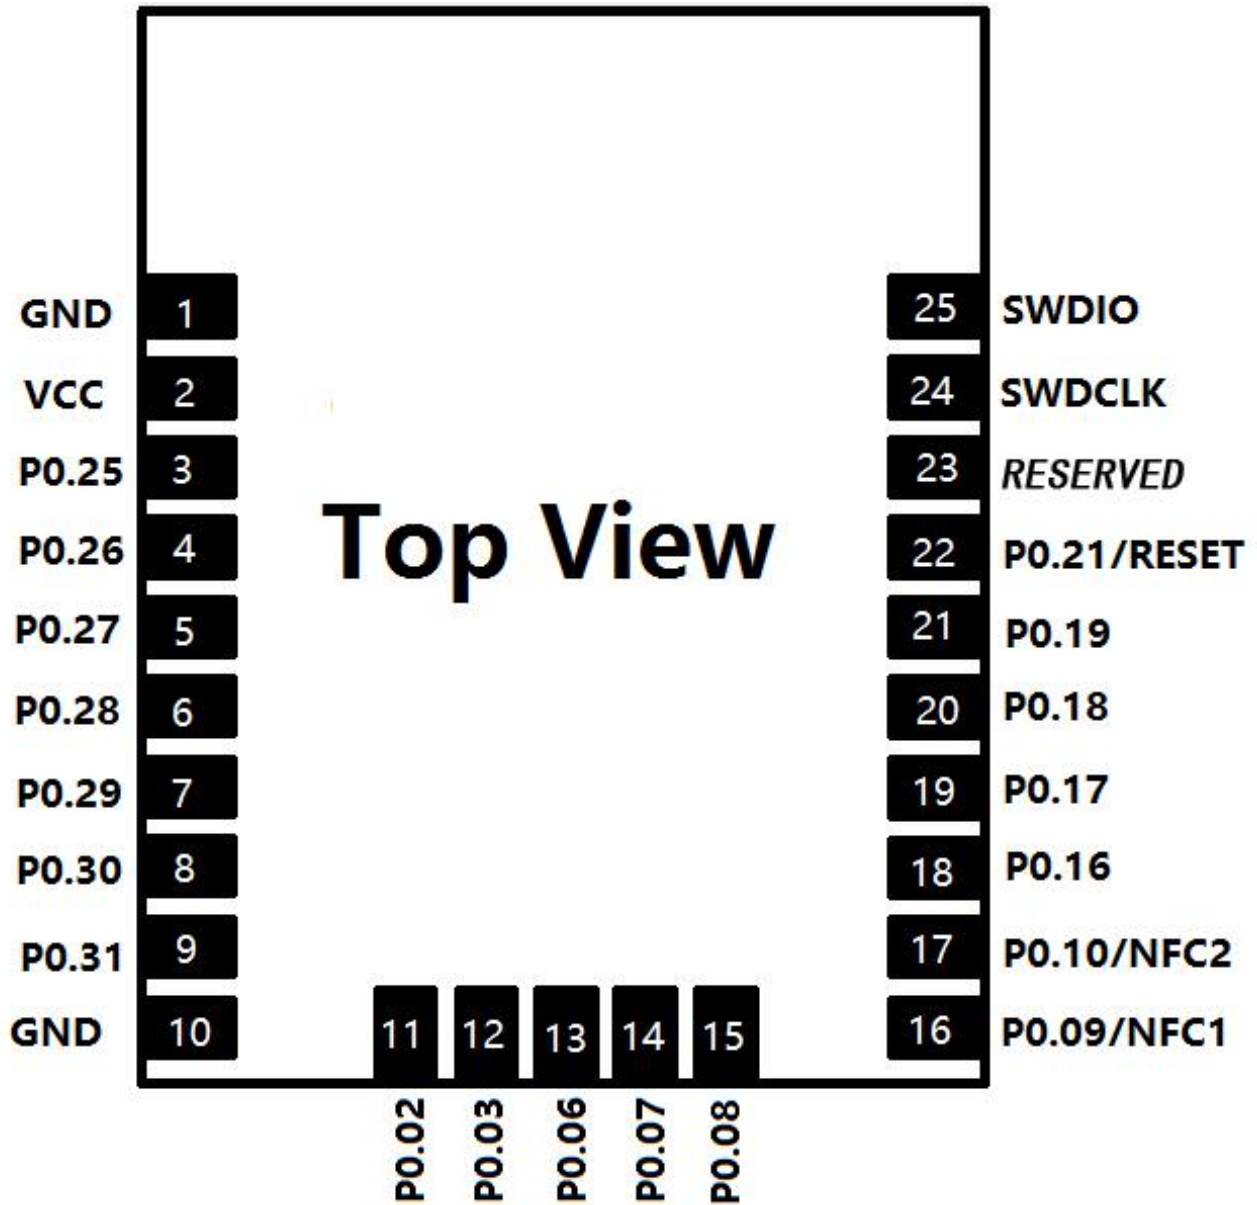 GND 1 25 SWDIO
VCC 2 24 SWDCLK
P0.25 3 23 RESERVED
Top View
P0.26 4 22 P0.21/RESET
P0.27 5 21 P0.19
P0.28 6 20 P0.18
P0.29 7 19 P0.17
P0.30 8 18 P0.16
P0.31 9 17 P0.10/NFC2
GND 10 11 12 13 14 15 16 P0.09/NFC1
P0.02 P0.03 P0.06 P0.07 P0.08